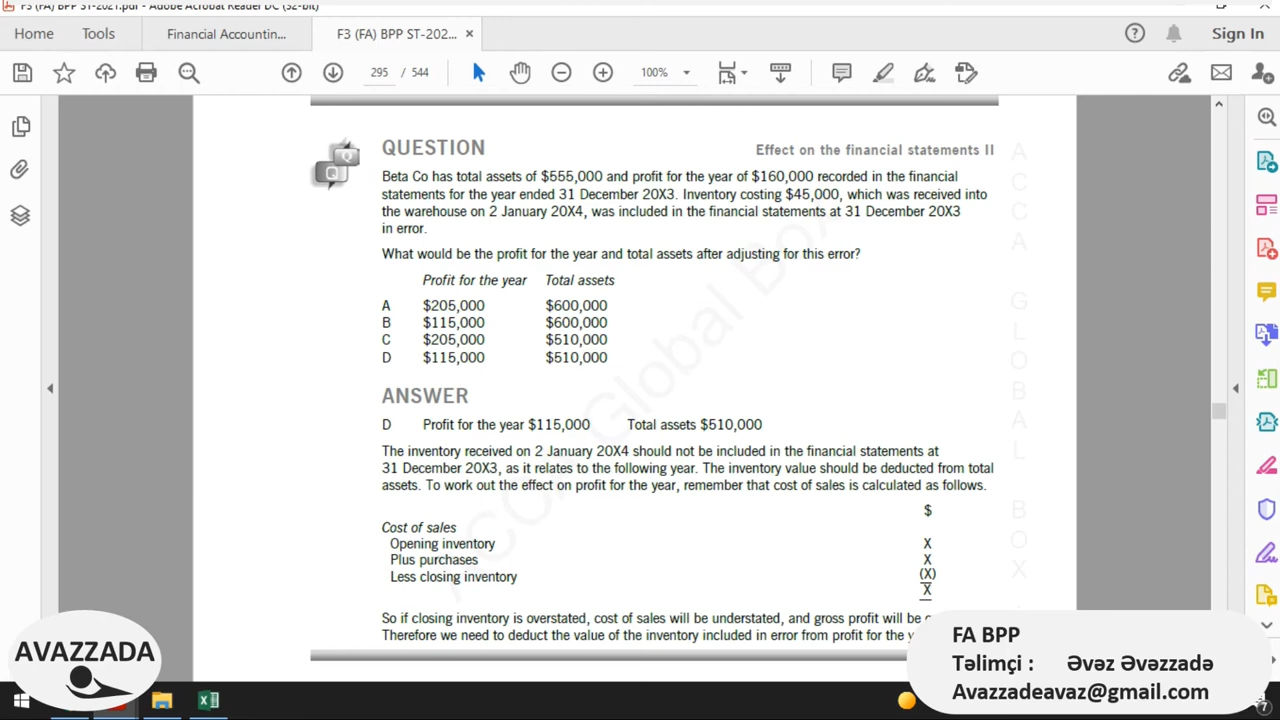 F3 (FA) BPP ST-2021.pdf - Adobe Acrobat Reader DC (32-bit)
Home Tools Financial Accountin... F3 (FA) BPP ST-202... × Sign In
295 / 544 100%
QUESTION
Effect on the financial statements II
Beta Co has total assets of $555,000 and profit for the year of $160,000 recorded in the financial
statements for the year ended 31 December 20X3. Inventory costing $45,000, which was received into
the warehouse on 2 January 20X4, was included in the financial statements at 31 December 20X3
in error.
What would be the profit for the year and total assets after adjusting for this error?
Profit for the year Total assets
A $205,000 $600,000
B $115,000 $600,000
C $205,000 $510,000
D $115,000 $510,000
ANSWER
D Profit for the year $115,000 Total assets $510,000
The inventory received on 2 January 20X4 should not be included in the financial statements at
31 December 20X3, as it relates to the following year. The inventory value should be deducted from total
assets. To work out the effect on profit for the year, remember that cost of sales is calculated as follows.
$
Cost of sales
Opening inventory X
Plus purchases X
Less closing inventory (X)
X
So if closing inventory is overstated, cost of sales will be understated, and gross profit will be
Therefore we need to deduct the value of the inventory included in error from profit for the
ACCA Global Box
A
C
C
A
G
L
O
B
A
L
B
O
X
AVAZZADA
FA BPP
Təlimçi : Əvəz Əvəzzadə
Avazzadeavaz@gmail.com
7